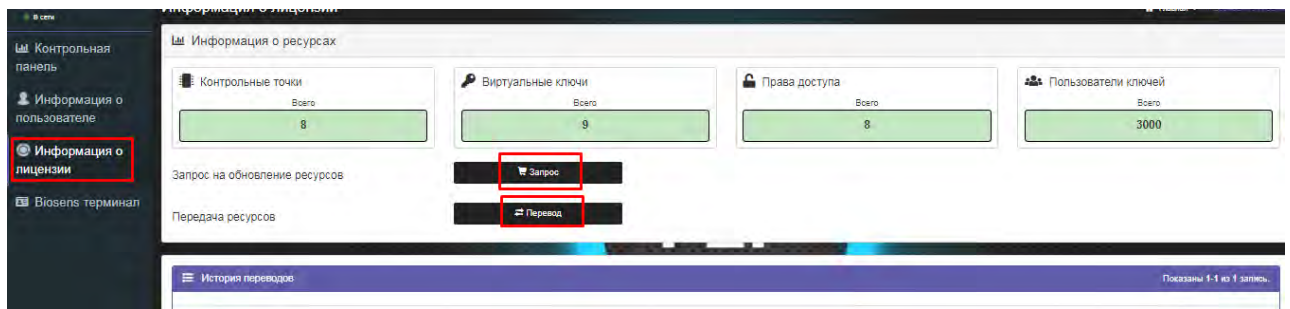 В сети
Информация о лицензии
Контрольная
панель
Информация о
пользователе
Информация о
лицензии
Biosens терминал
Информация о ресурсах
Контрольные точки
Всего
8
Виртуальные ключи
Всего
9
Права доступа
Всего
8
Пользователи ключей
Всего
3000
Запрос на обновление ресурсов
Запрос
Передача ресурсов
Перевод
История переводов
Показаны 1-1 из 1 запись.